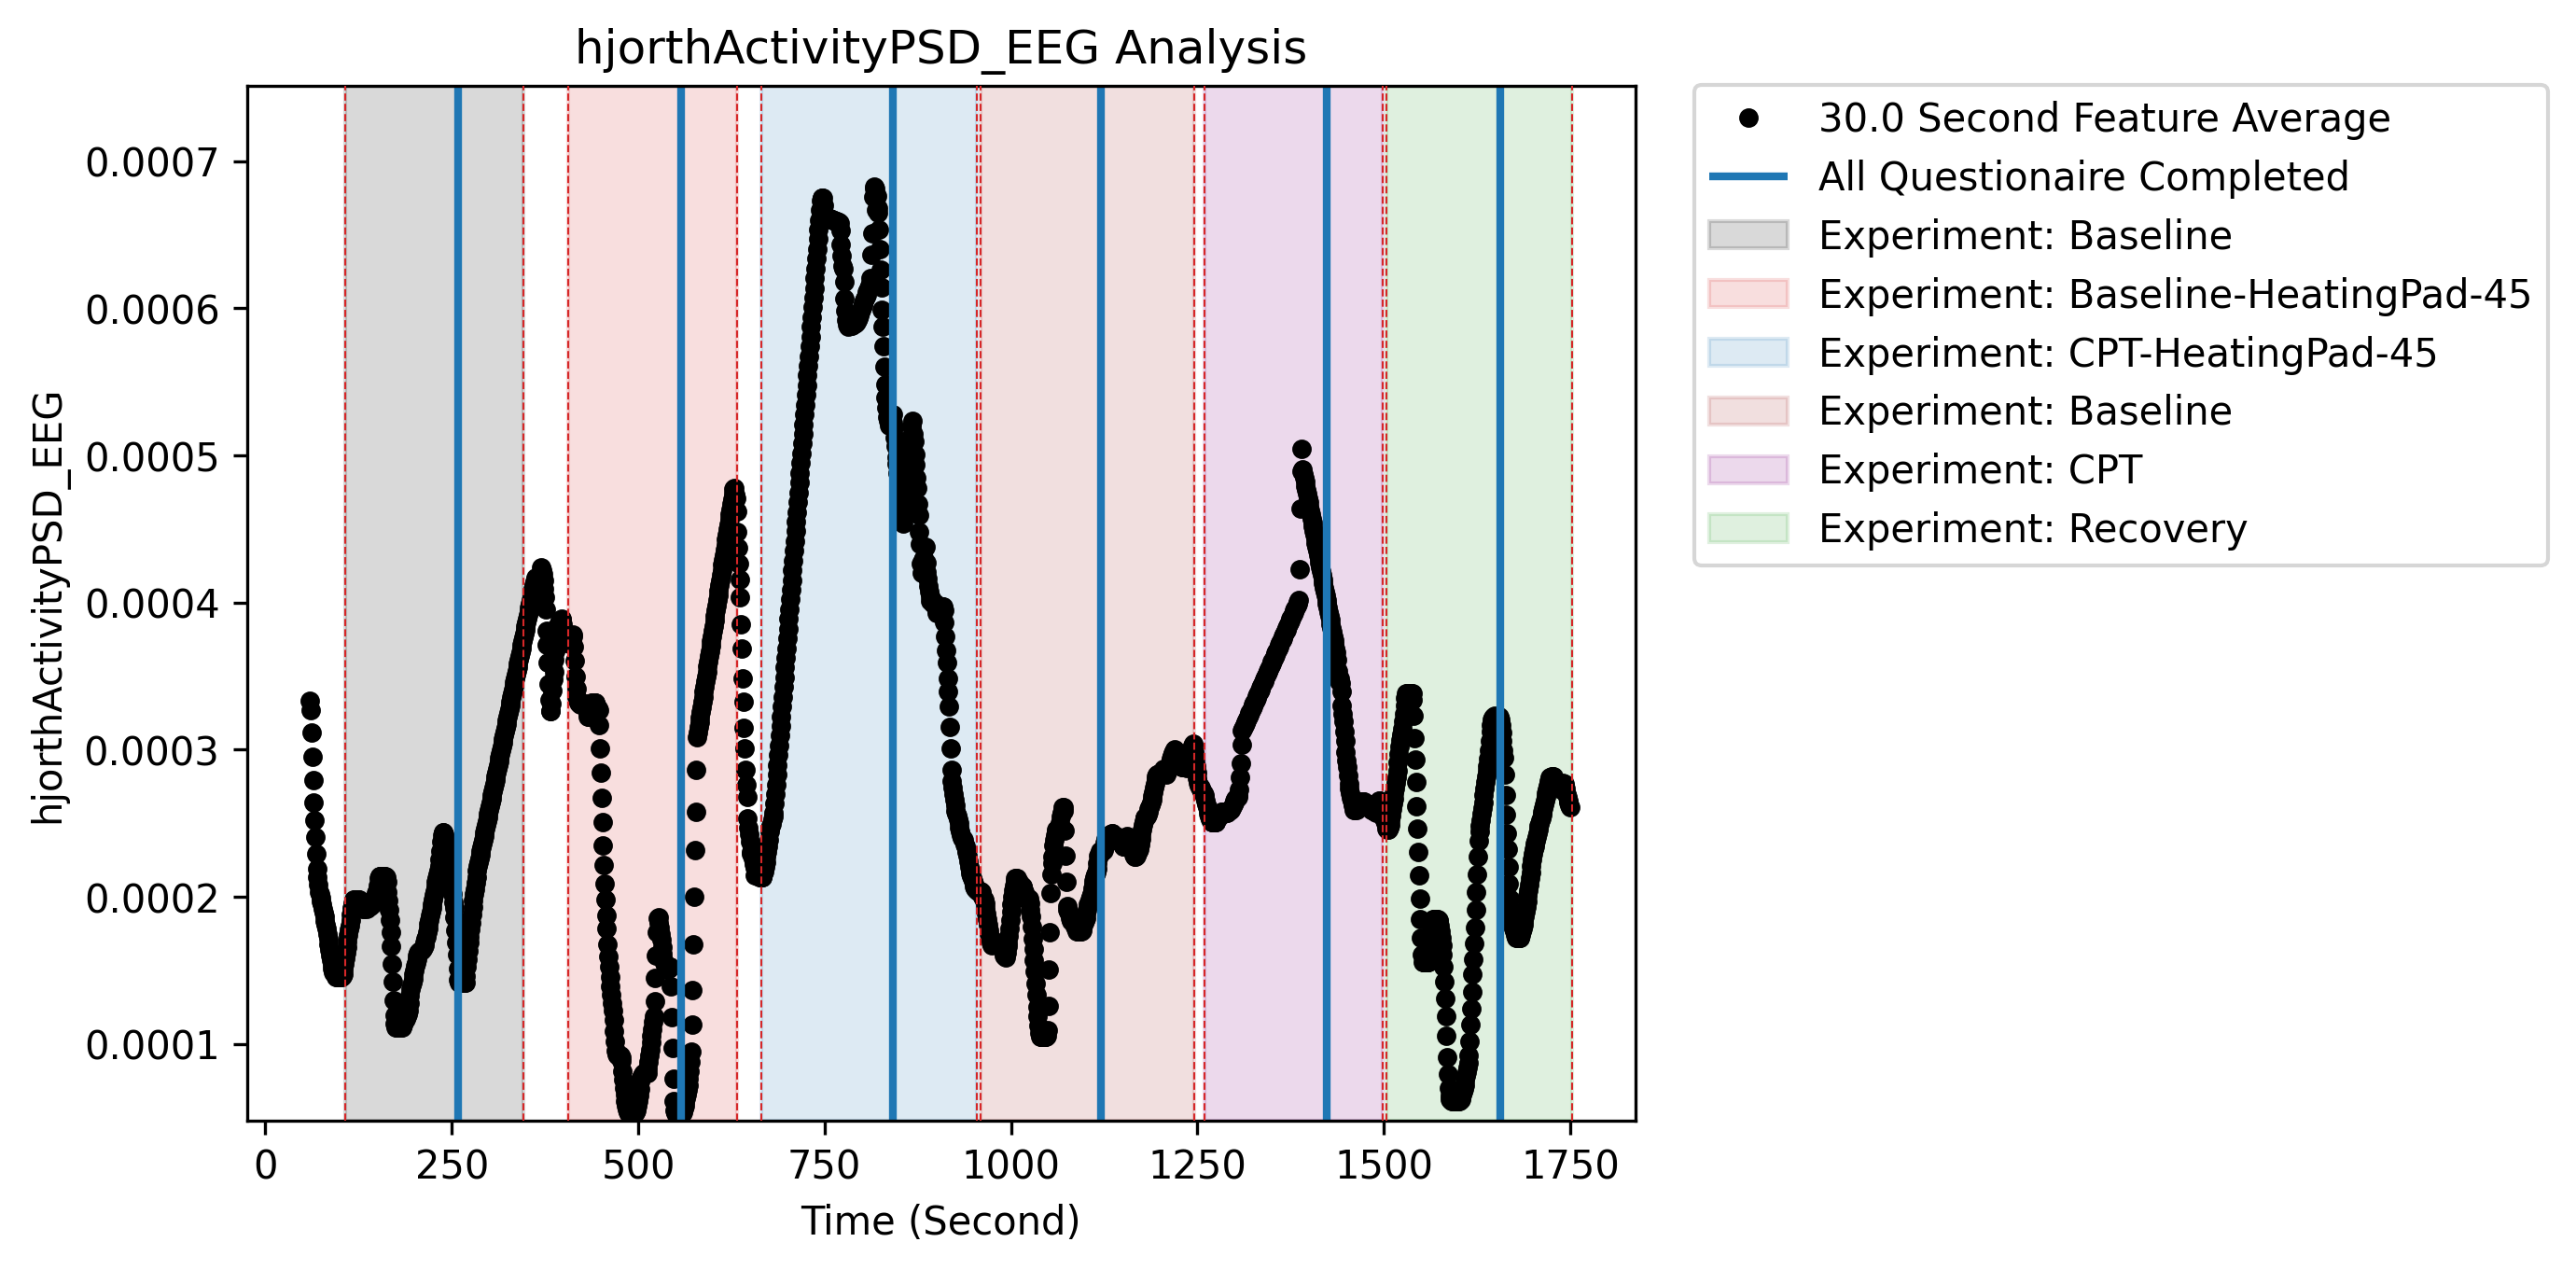 hjorthActivityPSD_EEG Analysis
hjorthActivityPSD_EEG
0.0007
0.0006
0.0005
0.0004
0.0003
0.0002
0.0001
0 250 500 750 1000 1250 1500 1750
Time (Second)
30.0 Second Feature Average
All Questionaire Completed
Experiment: Baseline
Experiment: Baseline-HeatingPad-45
Experiment: CPT-HeatingPad-45
Experiment: Baseline
Experiment: CPT
Experiment: Recovery